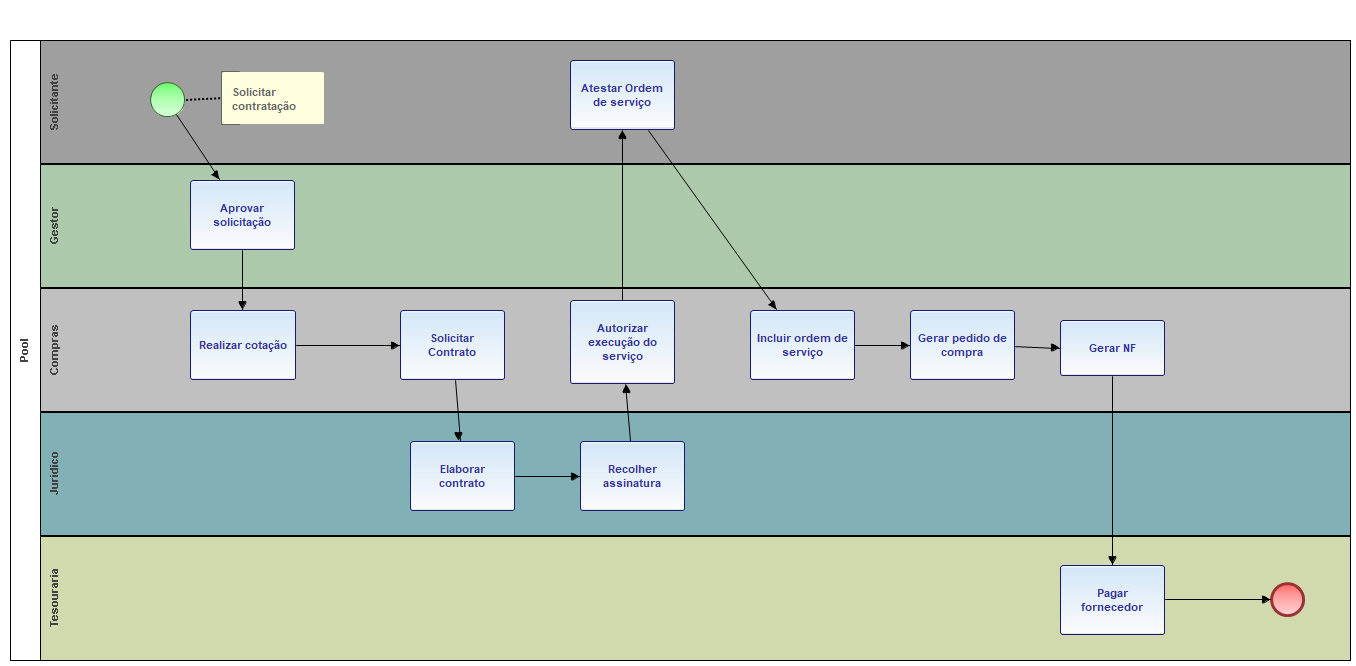 Pool
Solicitante
Solicitar
contratação
Atestar Ordem
de serviço
Gestor
Aprovar
solicitação
Compras
Realizar cotação
Solicitar
Contrato
Autorizar
execução do
serviço
Incluir ordem de
serviço
Gerar pedido de
compra
Gerar NF
Jurídico
Elaborar
contrato
Recolher
assinatura
Tesouraria
Pagar
fornecedor